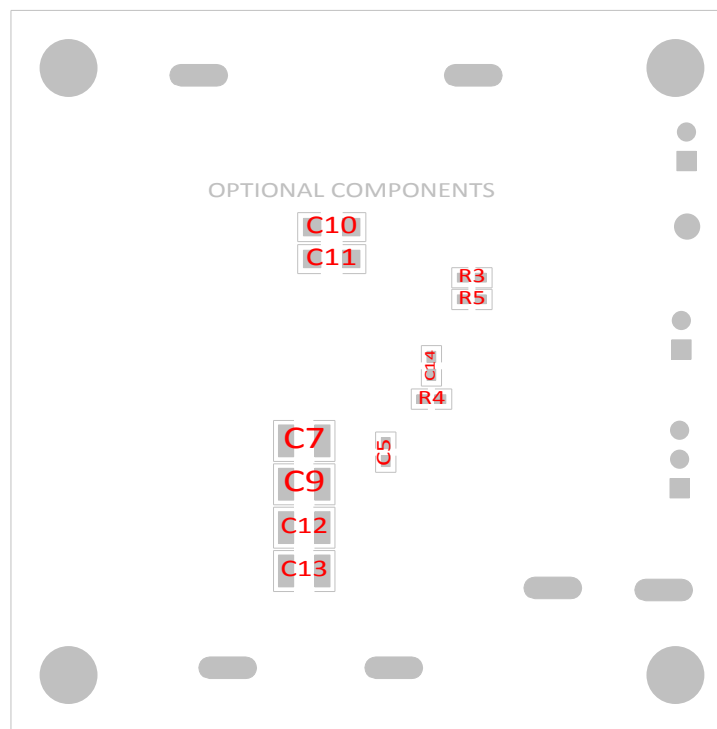 OPTIONAL COMPONENTS
C10
C11
R3
R5
C14
R4
C7
C5
C9
C12
C13